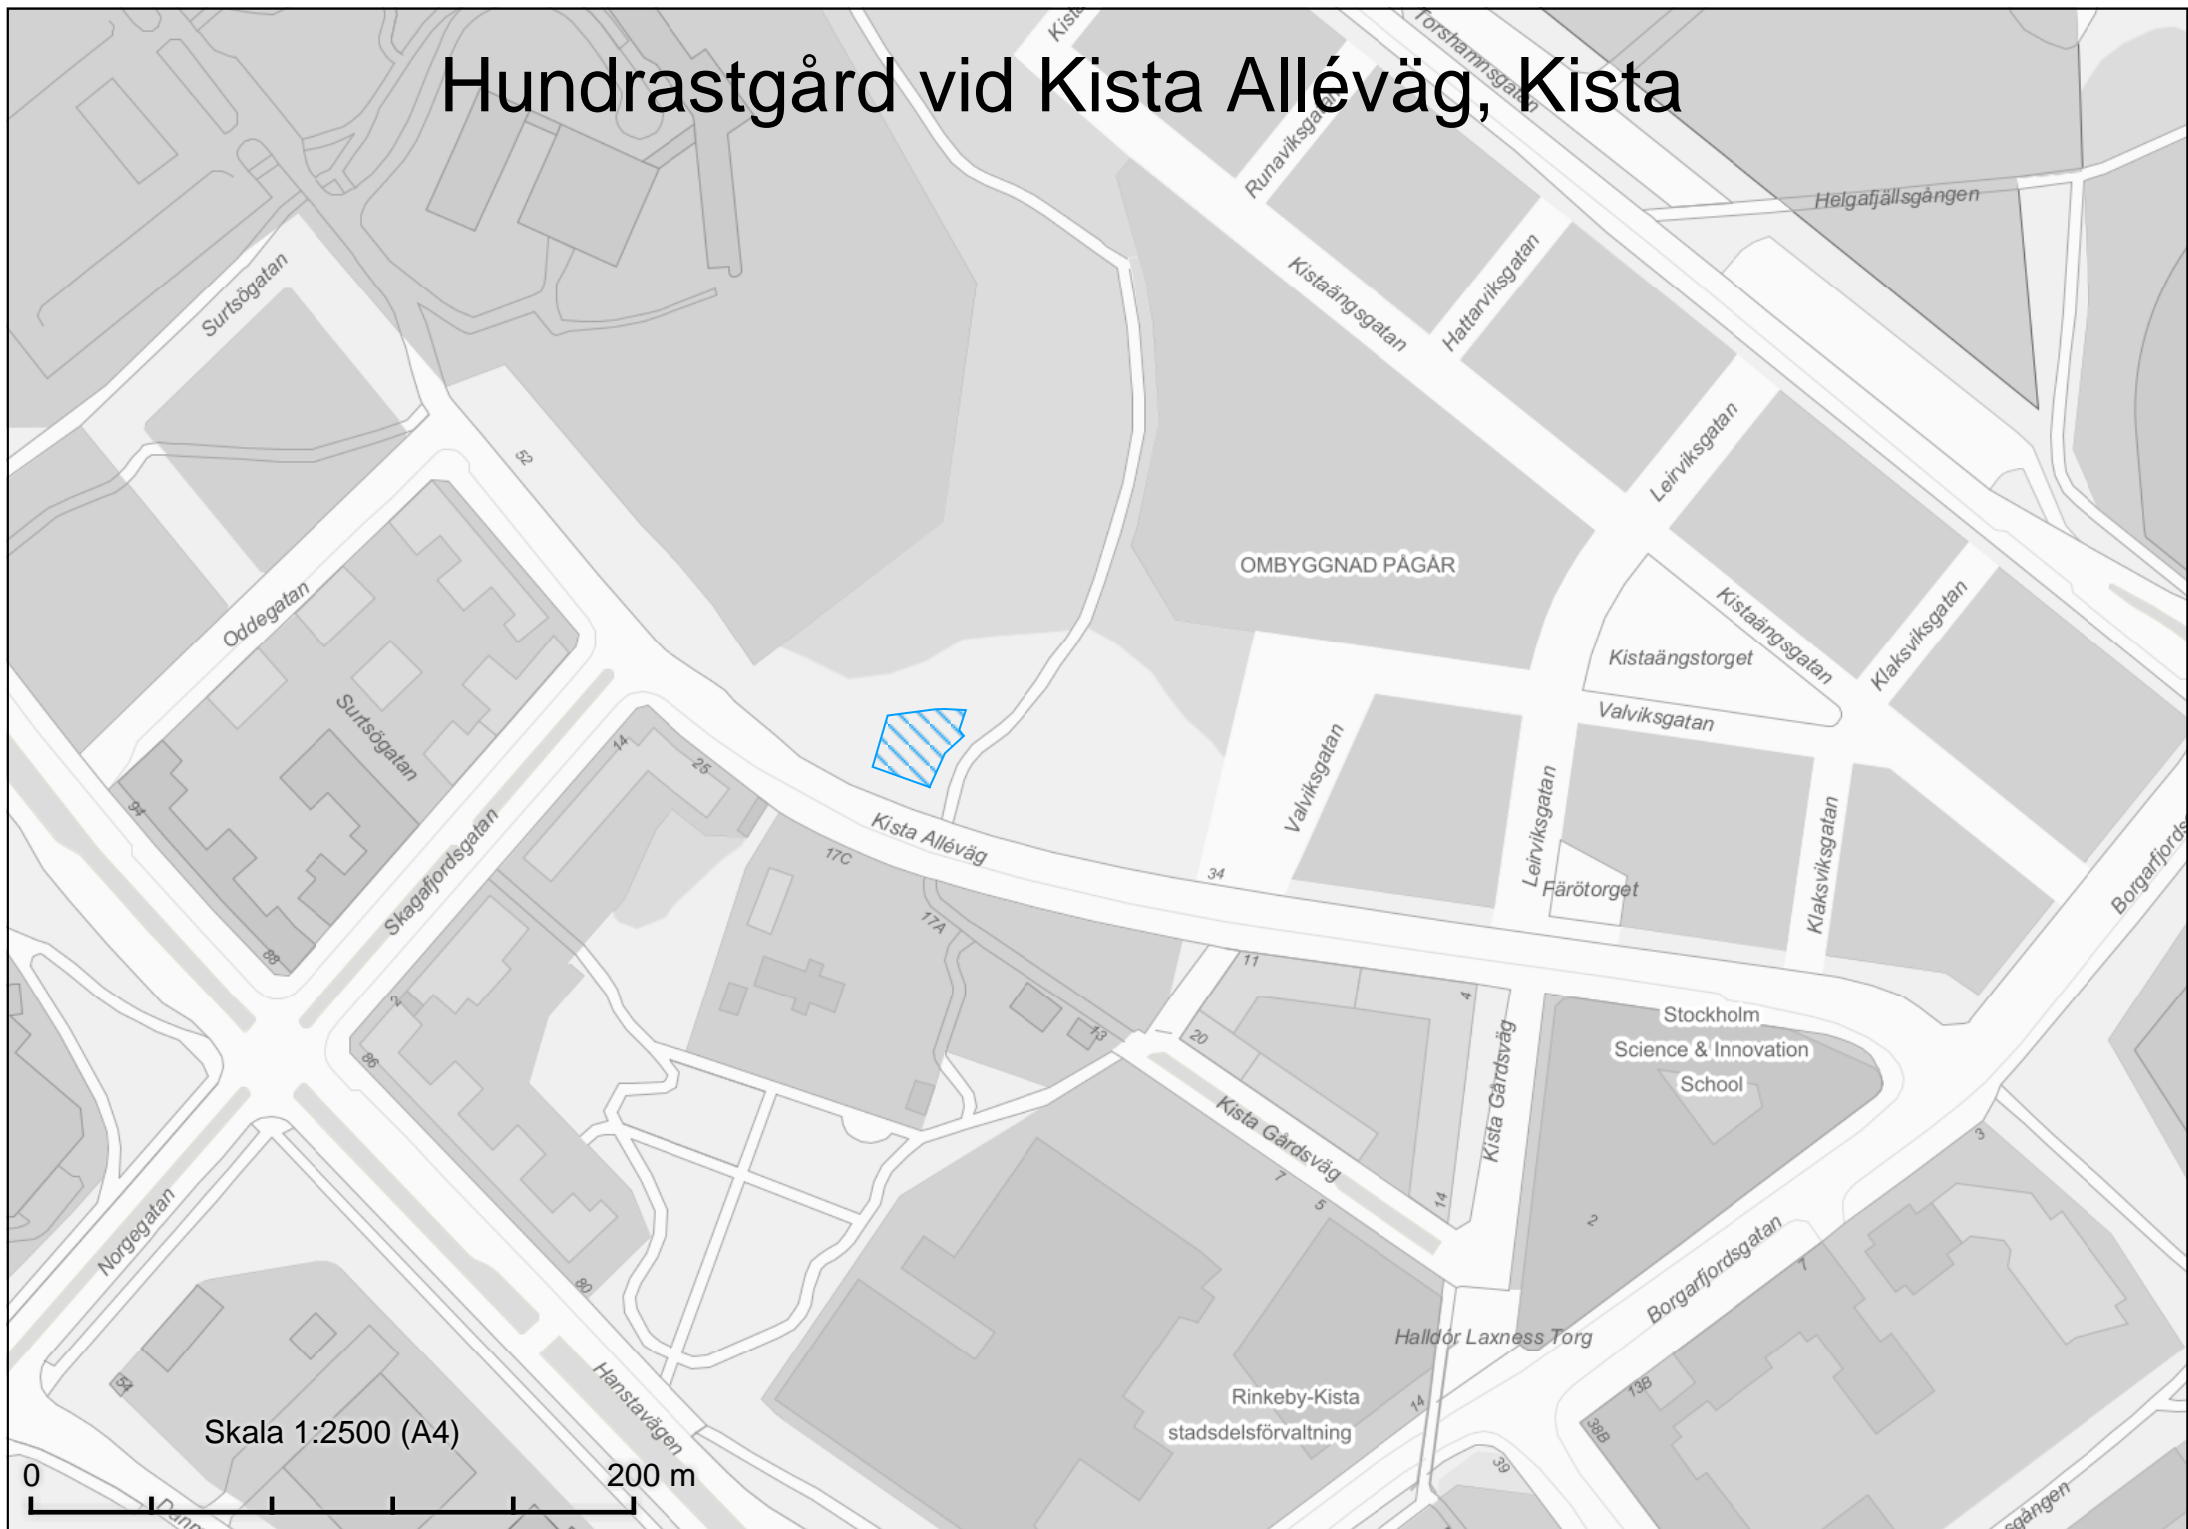 Hundrastgård vid Kista Alléväg, Kista
Torshamnsgatan
Runaviksgatan
Helgafjällsgången
Surtsögatan
Kistaängsgatan
Hattarviksgatan
Leirviksgatan
52
OMBYGGNAD PÅGÅR
Oddegatan
Kistaängsgatan
Klaksviksgatan
Kistaängstorget
Valviksgatan
Surtsögatan
14
25
Valviksgatan
94
Skagafjordsgatan
Kista Alléväg
17C
34
Leirviksgatan
Färötorget
Klaksviksgatan
17A
88
11
2
4
Stockholm
Science & Innovation
School
86
13
20
Kista Gårdsväg
Kista Gårdsväg
3
7
5
14
2
Norgegatan
Borgarfjordsgatan
7
80
Halldór Laxness Torg
54
Hanstavägen
Rinkeby-Kista
stadsdelsförvaltning
14
13B
38B
39
Skala 1:2500 (A4)
0
200 m